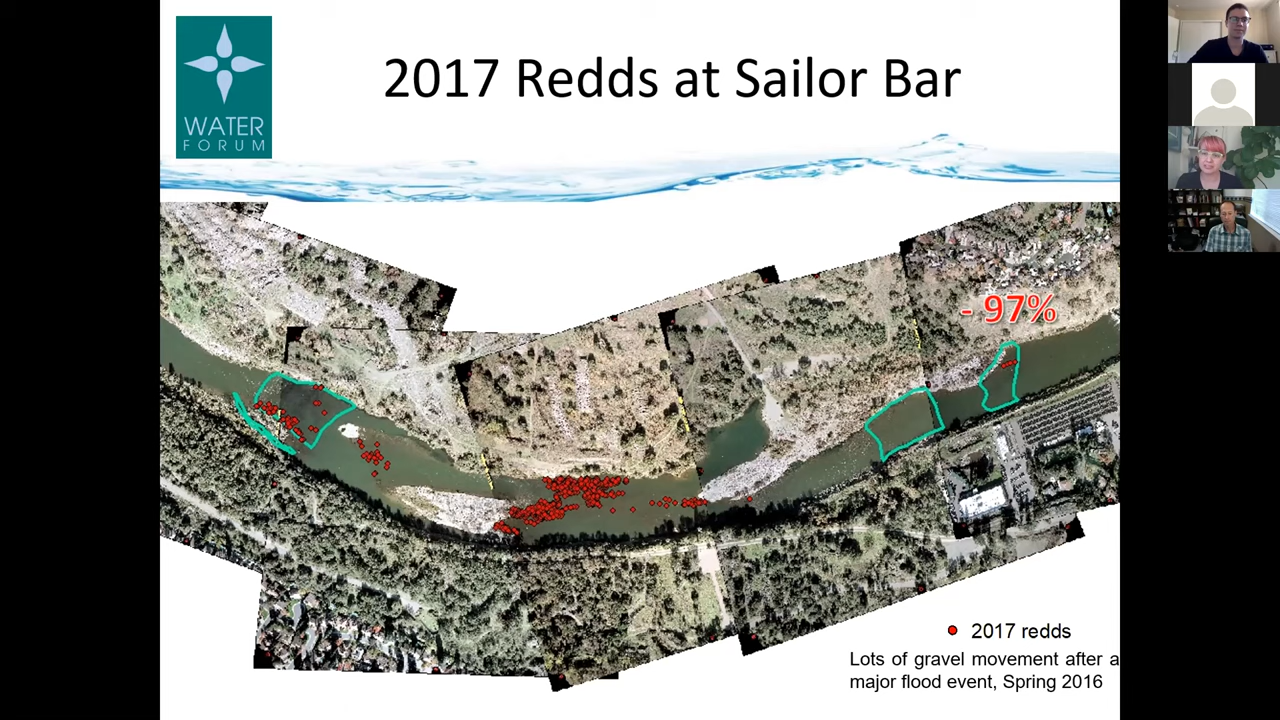 WATER
FORUM
2017 Redds at Sailor Bar
- 97%
2017 redds
Lots of gravel movement after a
major flood event, Spring 2016